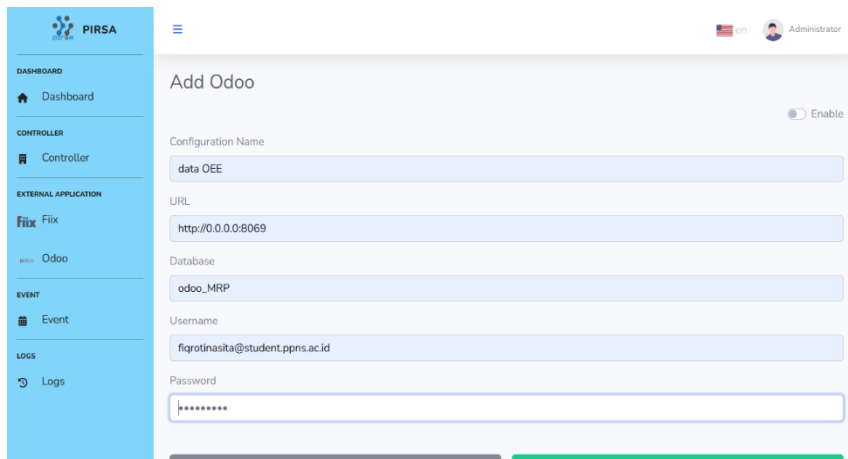 PIRSA
en
Administrator
DASHBOARD
Dashboard
CONTROLLER
Controller
EXTERNAL APPLICATION
Fiix Fiix
odoo Odoo
EVENT
Event
LOGS
Logs
Add Odoo
Enable
Configuration Name
data OEE
URL
http://0.0.0.0:8069
Database
odoo_MRP
Username
fiqrotinasita@student.ppns.ac.id
Password
•••••••••